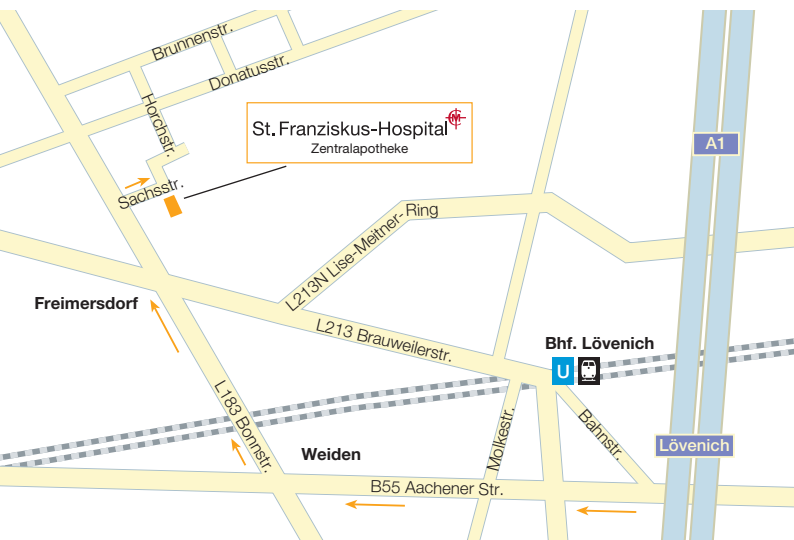 Brunnenstr.
Donatusstr.
Horchstr.
St. Franziskus-Hospital
CM
Zentralapotheke
A1
Sachsstr.
L213N Lise-Meitner-Ring
Freimersdorf
L213 Brauweilerstr.
Bhf. Lövenich
U
L183 Bonnstr.
Molkestr.
Bahnstr.
Weiden
Lövenich
B55 Aachener Str.